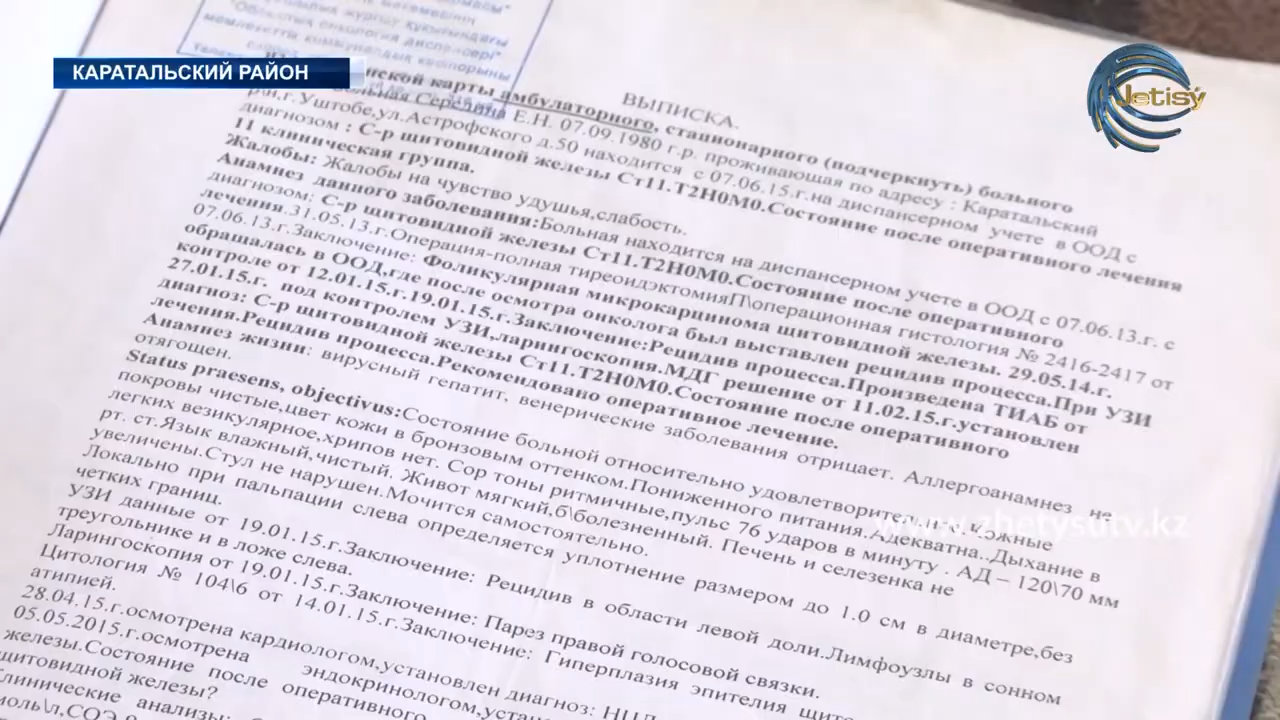 КАРАТАЛЬСКИЙ РАЙОН
Jetisý
"Облыстық онкология диспансері"
мемлекеттік коммуналдық кәсіпорыны
ВЫПИСКА.
карты амбулаторного, стационарного (подчеркнуть) больного
Е.Н. 07.09.1980 г.р. проживающая по адресу : Каратальский
р\н,г.Уштобе,ул.Астрофского д.50 находится с 07.06.15.г.на диспансерном учете в ООД с
диагнозом : С-р щитовидной железы Ст11.Т2Н0М0.Состояние после оперативного лечения
11 клиническая группа.
Жалобы: Жалобы на чувство удушья,слабость.
Анамнез данного заболевания:Больная находится на диспансерном учете в ООД с 07.06.13.г. с
диагнозом; С-р щитовидной железы Ст11.Т2Н0М0.Состояние после оперативного
лечения.31.05.13.г.Операция-полная тиреоидэктомияП\операционная гистология № 2416-2417 от
07.06.13.г.Заключение: Фоликулярная микрокарцинома щитовидной железы. 29.05.14.г.
обращалась в ООД,где после осмотра онколога был выставлен рецидив процесса.При УЗИ
контроле от 12.01.15.г.19.01.15.г.Заключение;Рецидив процесса.Произведена ТИАБ от
27.01.15.г. под контролем УЗИ,ларингоскопия.МДГ решение от 11.02.15.г.установлен
диагноз: С-р щитовидной железы Ст11.Т2Н0М0.Состояние после оперативного
лечения.Рецидив процесса.Рекомендовано оперативное лечение.
Анамнез жизни: вирусный гепатит, венерические заболевания отрицает. Аллергоанамнез не
отягощен.
Status praesens, objectivus:Состояние больной относительно
покровы чистые,цвет кожи в бронзовым оттенком.Пониженного питания.Адекватна..Дыхание в
легких везикулярное,хрипов нет. Сор тоны ритмичные,пульс 76 ударов в минуту . АД – 120\70 мм
рт. ст.Язык влажный,чистый. Живот мягкий,б\болезненный. Печень и селезенка не
увеличены.Стул не нарушен.Мочится самостоятельно.
Локально при пальпации слева определяется уплотнение размером до 1.0 см в диаметре,без
четких границ.
УЗИ данные от 19.01.15.г.Заключение: Рецидив в области левой доли.Лимфоузлы в сонном
треугольнике и в ложе слева.
Ларингоскопия от 19.01.15.г.Заключение: Парез правой голосовой связки.
Цитология № 104\6 от 14.01.15.г.Заключение: Гиперплазия эпителия
атипией.
28.04.15.г.осмотрена кардиологом,установлен диагноз: НЦД
05.05.2015.г.осмотрена эндокринологом,
железы.Состояние после оперативного
щитовидной железы?
Клинические анализы:
www.zhetysutv.kz